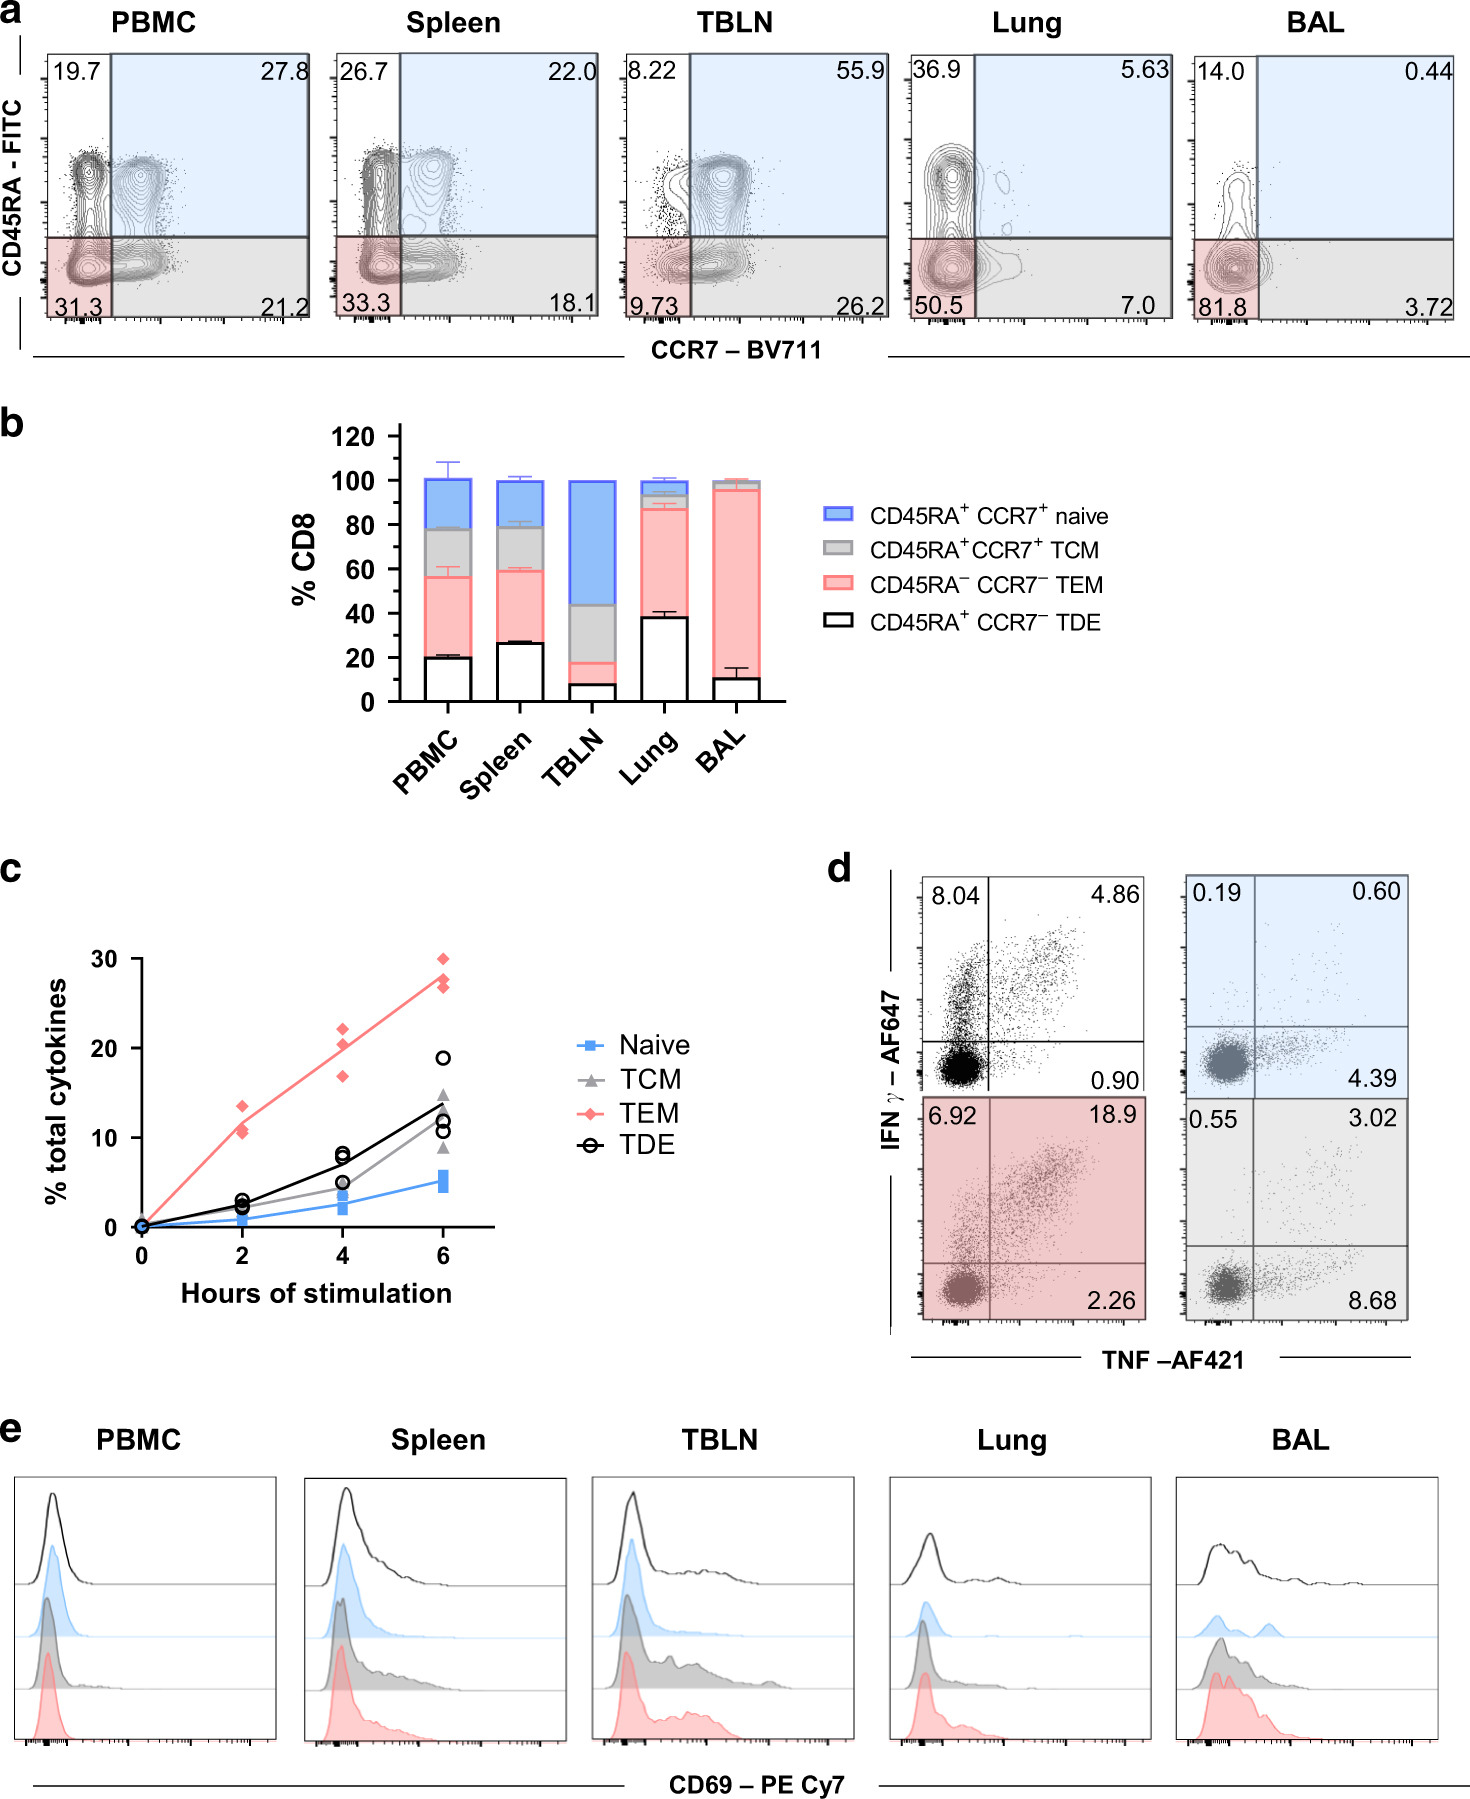 a
PBMC Spleen TBLN Lung BAL
CD45RA - FITC
19.7 27.8 26.7 22.0 8.22 55.9 36.9 5.63 14.0 0.44
31.3 21.2 33.3 18.1 9.73 26.2 50.5 7.0 81.8 3.72
CCR7 – BV711
b
% CD8
120
100
80
60
40
20
0
PBMC Spleen TBLN Lung BAL
CD45RA+ CCR7+ naive
CD45RA+CCR7+ TCM
CD45RA– CCR7– TEM
CD45RA+ CCR7– TDE
c
% total cytokines
30
20
10
0
0 2 4 6
Hours of stimulation
Naive
TCM
TEM
TDE
d
IFN γ – AF647
8.04 4.86 0.19 0.60
0.90 4.39
6.92 18.9 0.55 3.02
2.26 8.68
TNF –AF421
e
PBMC Spleen TBLN Lung BAL
CD69 – PE Cy7